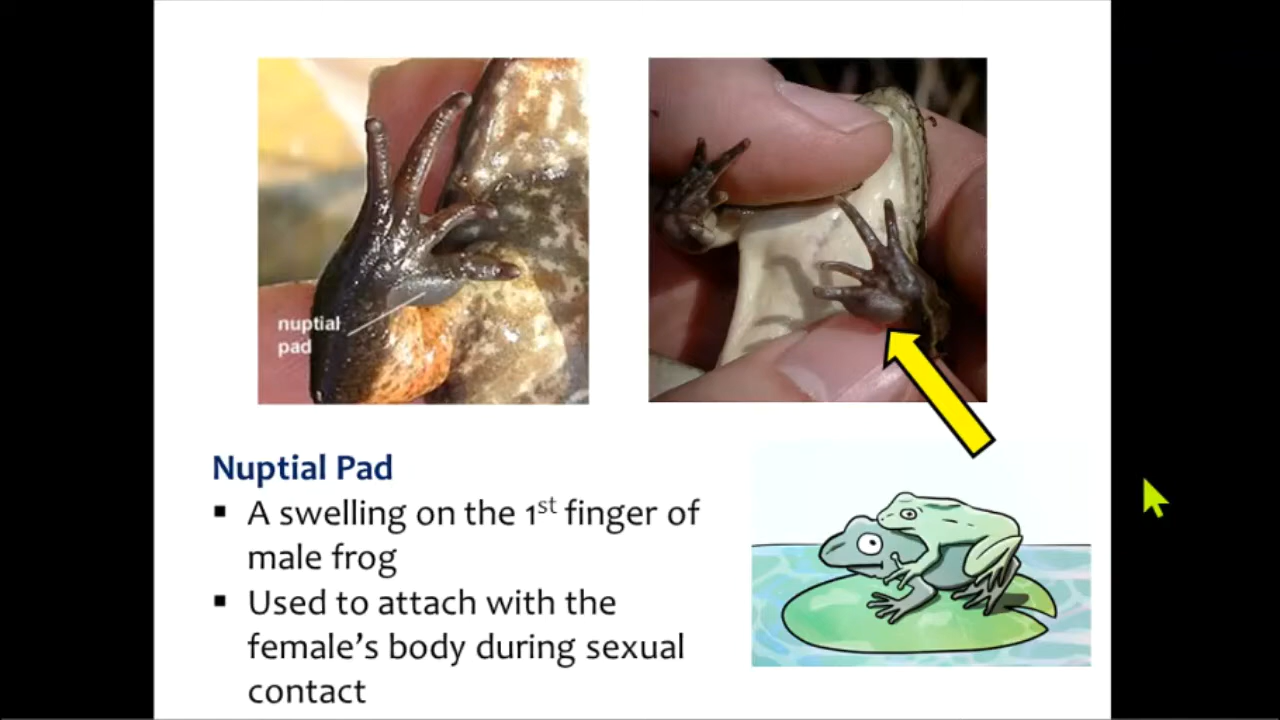 nuptial
pad
Nuptial Pad
▪ A swelling on the 1st finger of
male frog
▪ Used to attach with the
female's body during sexual
contact